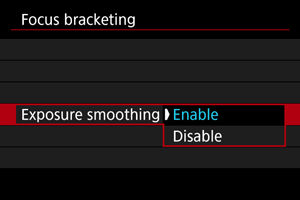 Focus bracketing
Exposure smoothing Enable
Disable